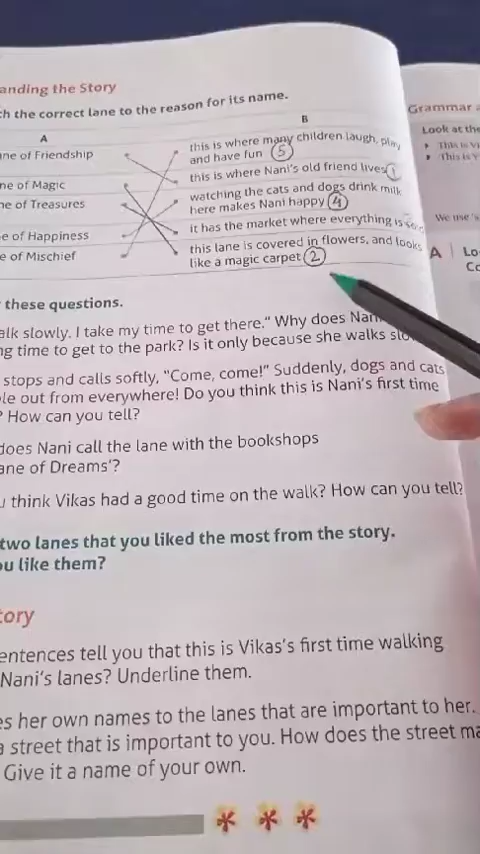 anding the Story
ch the correct lane to the reason for its name.
A
B
ane of Friendship
this is where many children laugh, play
and have fun 5
ne of Magic
this is where Nani's old friend lives 1
ne of Treasures
watching the cats and dogs drink milk
here makes Nani happy 4
e of Happiness
it has the market where everything is
e of Mischief
this lane is covered in flowers, and looks
like a magic carpet 2
these questions.
alk slowly. I take my time to get there." Why does Nani
ng time to get to the park? Is it only because she walks slo
stops and calls softly, "Come, come!" Suddenly, dogs and cats
le out from everywhere! Do you think this is Nani's first time
? How can you tell?
does Nani call the lane with the bookshops
ane of Dreams'?
u think Vikas had a good time on the walk? How can you tell?
two lanes that you liked the most from the story.
ou like them?
tory
entences tell you that this is Vikas's first time walking
Nani's lanes? Underline them.
es her own names to the lanes that are important to her.
a street that is important to you. How does the street ma
Give it a name of your own.
Grammar a
Look at the
This is Vi
This is V
We use 's
A Lo
Co